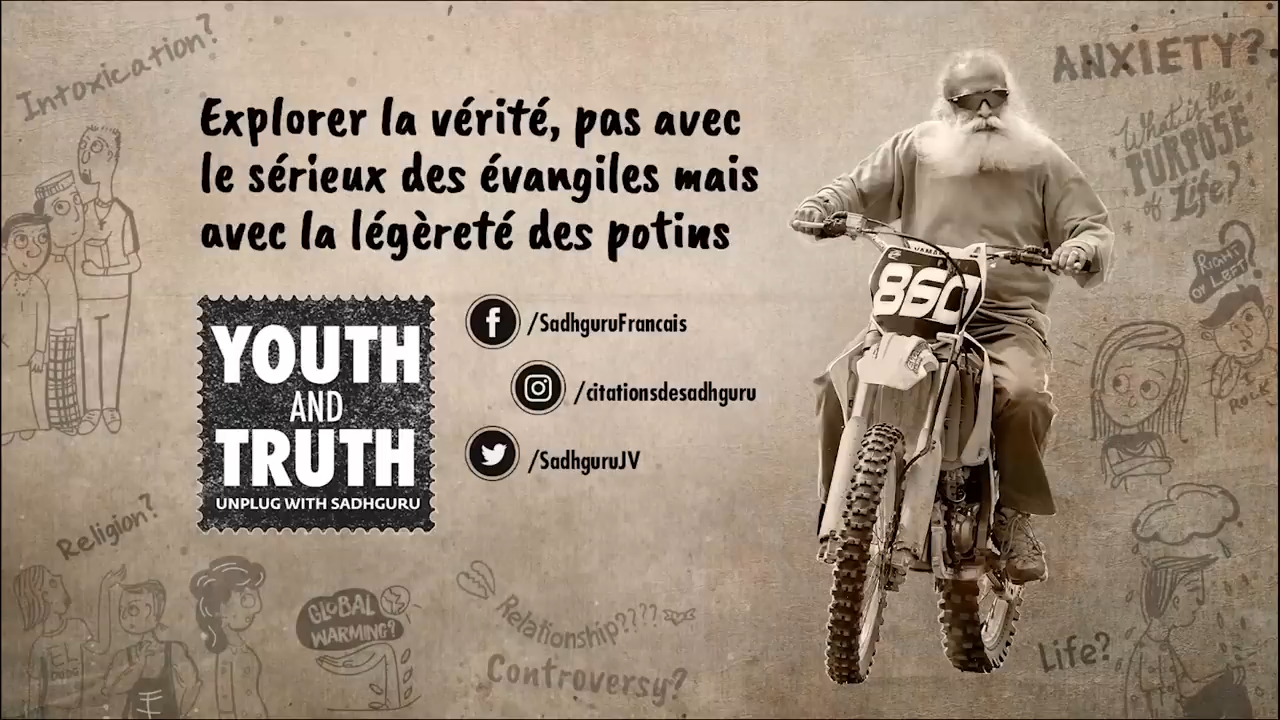 Intoxication?
ANXIETY?
Explorer la vérité, pas avec
le sérieux des évangiles mais
avec la légèreté des potins
What is the
PURPOSE
of Life?
RIGHT
OR LEFT?
ROCK
YAMAHA
860
YOUTH
AND
TRUTH
UNPLUG WITH SADHGURU
/SadhguruFrancais
/citationsdesadhguru
/SadhguruJV
Religion?
GLOBAL
WARMING?
Relationship????
Controversy?
Life?